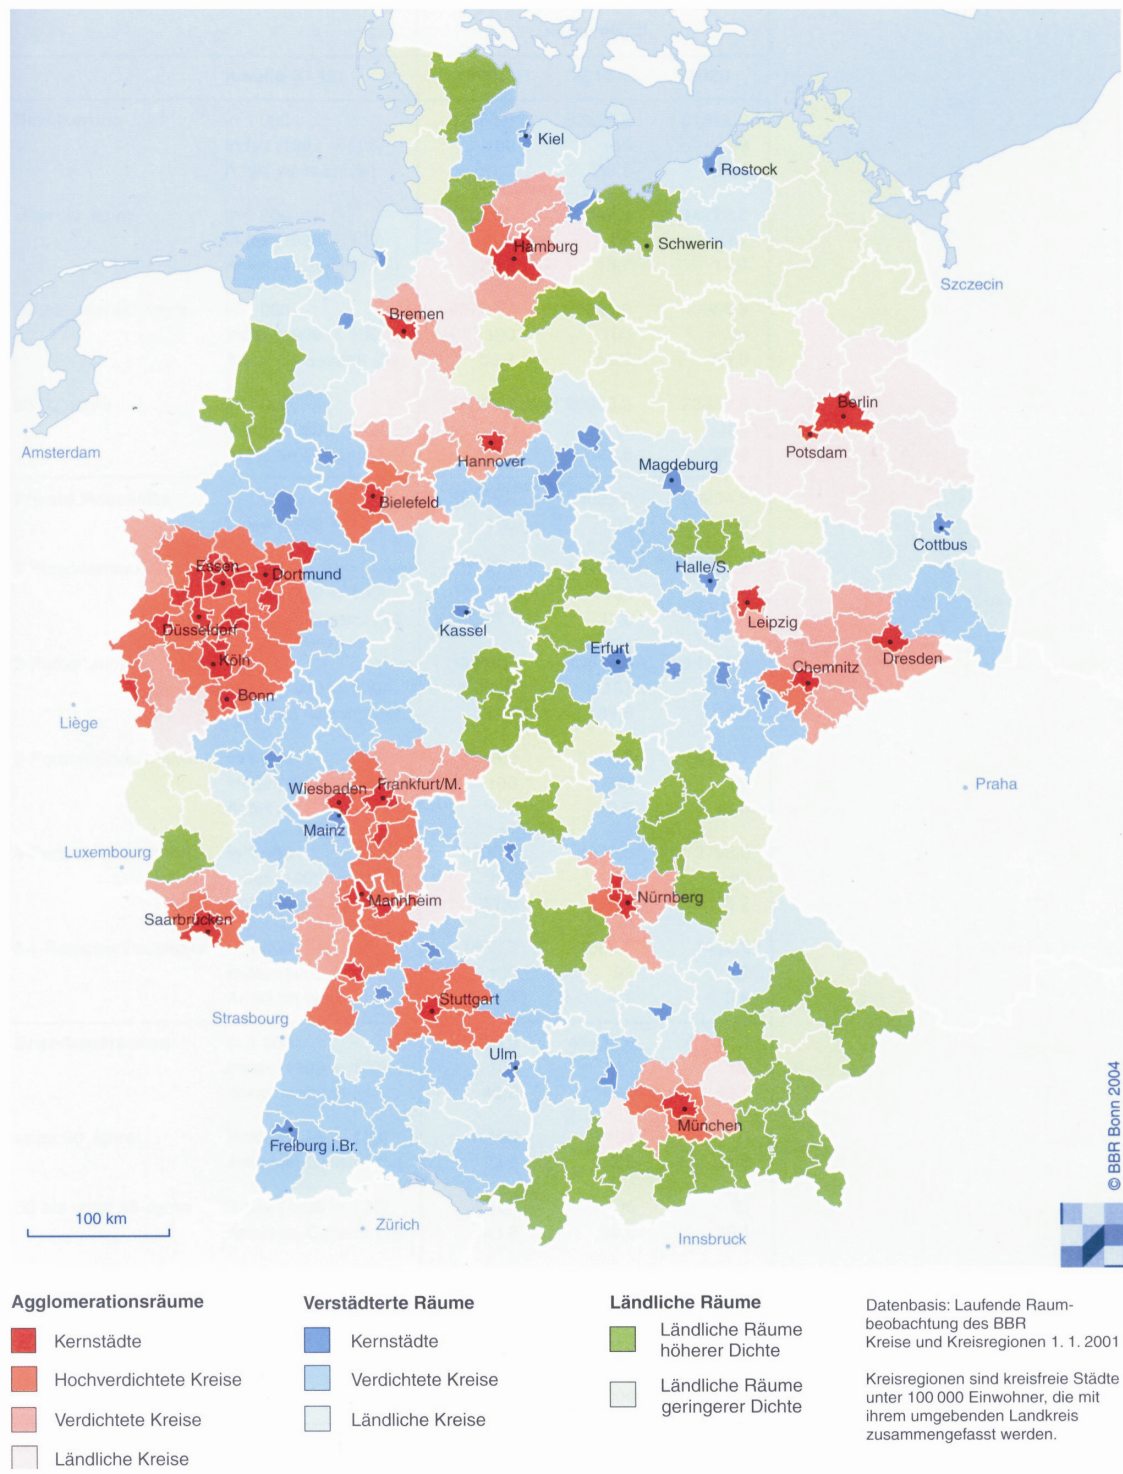 Kiel
Rostock
Hamburg
Schwerin
Szczecin
Bremen
Berlin
Amsterdam
Potsdam
Hannover
Magdeburg
Bielefeld
Cottbus
Essen
Dortmund
Halle/S.
Leipzig
Düsseldorf
Kassel
Erfurt
Dresden
Köln
Chemnitz
Bonn
Liège
Wiesbaden
Frankfurt/M.
Praha
Mainz
Luxembourg
Mannheim
Nürnberg
Saarbrücken
Stuttgart
Strasbourg
Ulm
München
Freiburg i.Br.
© BBR Bonn 2004
100 km
Zürich
Innsbruck
Agglomerationsräume
Kernstädte
Hochverdichtete Kreise
Verdichtete Kreise
Ländliche Kreise
Verstädterte Räume
Kernstädte
Verdichtete Kreise
Ländliche Kreise
Ländliche Räume
Ländliche Räume
höherer Dichte
Ländliche Räume
geringerer Dichte
Datenbasis: Laufende Raum-
beobachtung des BBR
Kreise und Kreisregionen 1. 1. 2001
Kreisregionen sind kreisfreie Städte
unter 100 000 Einwohner, die mit
ihrem umgebenden Landkreis
zusammengefasst werden.